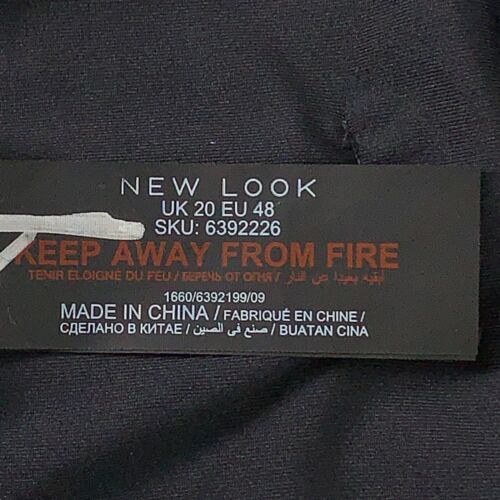 NEW LOOK
UK 20 EU 48
SKU: 6392226
KEEP AWAY FROM FIRE
TENIR ÉLOIGNÉ DU FEU / БЕРЕЧЬ ОТ ОГНЯ / أبقيه بعيدا عن النار
1660/6392199/09
MADE IN CHINA / FABRIQUÉ EN CHINE /
СДЕЛАНО В КИТАЕ / صنع في الصين / BUATAN CINA